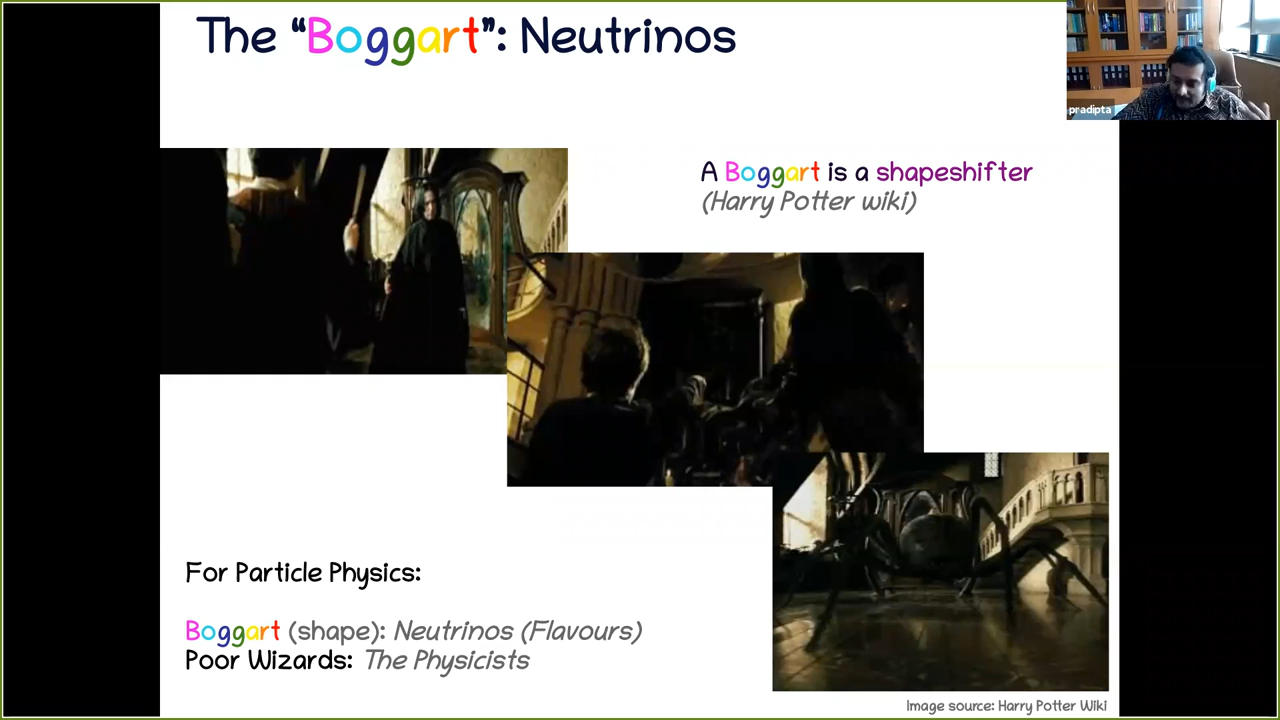 The “Boggart”: Neutrinos
pradipta
A Boggart is a shapeshifter
(Harry Potter wiki)
For Particle Physics:
Boggart (shape): Neutrinos (Flavours)
Poor Wizards: The Physicists
Image source: Harry Potter Wiki